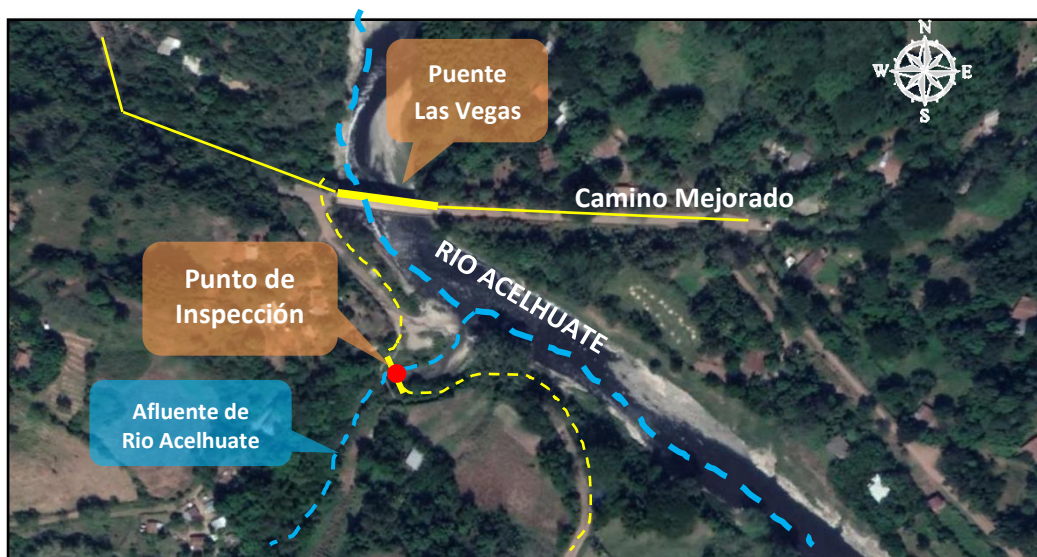 N
W E
S
Puente
Las Vegas
Camino Mejorado
RIO ACELHUATE
Punto de
Inspección
Afluente de
Rio Acelhuate